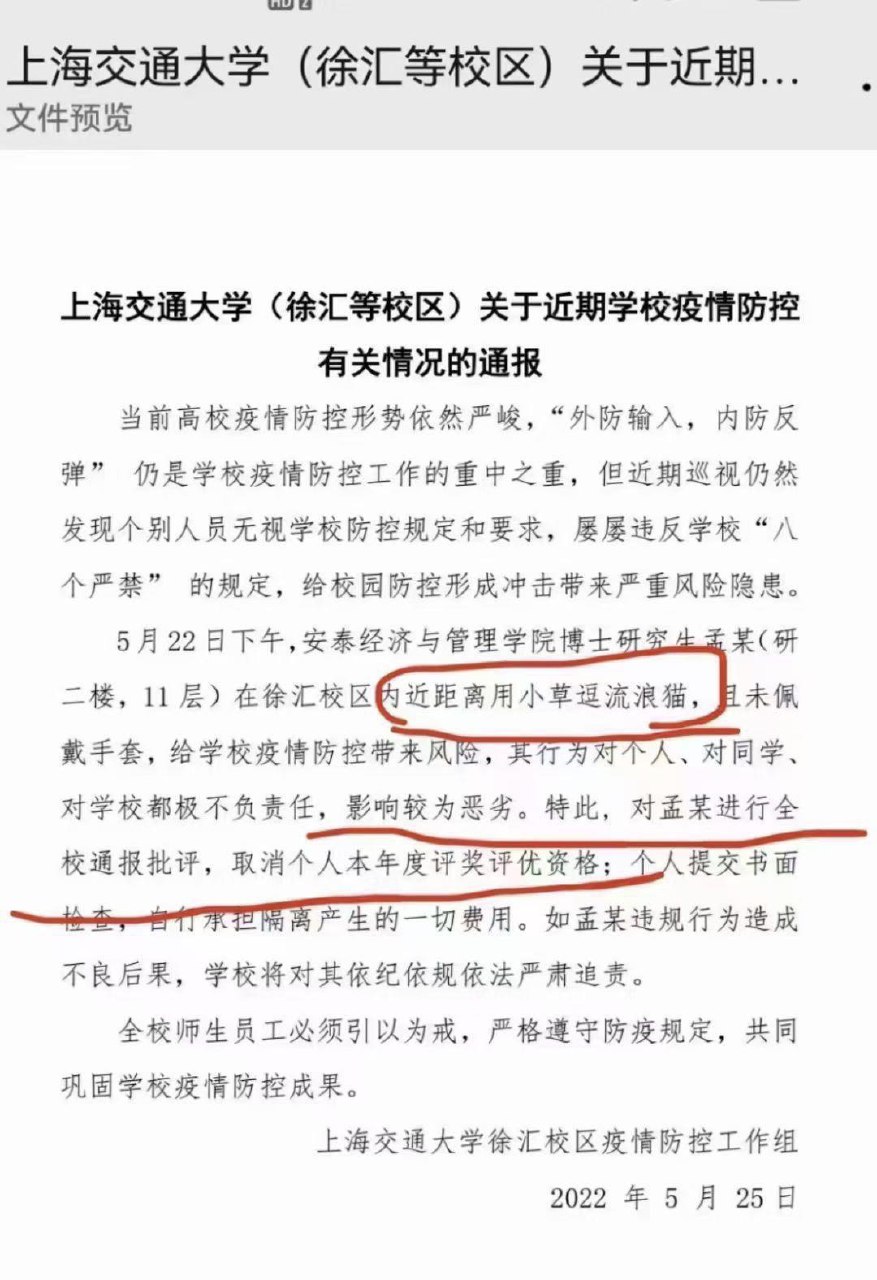 上海交通大学（徐汇等校区）关于近期...
文件预览
上海交通大学（徐汇等校区）关于近期学校疫情防控
有关情况的通报
当前高校疫情防控形势依然严峻，“外防输入，内防反
弹” 仍是学校疫情防控工作的重中之重，但近期巡视仍然
发现个别人员无视学校防控规定和要求，屡屡违反学校“八
个严禁” 的规定，给校园防控形成冲击带来严重风险隐患。
5月22日下午,安泰经济与管理学院博士研究生孟某(研
二楼，11层）在徐汇校区内近距离用小草逗流浪猫，且未佩
戴手套，给学校疫情防控带来风险，其行为对个人、对同学、
对学校都极不负责任，影响较为恶劣。特此，对孟某进行全
校通报批评，取消个人本年度评奖评优资格；个人提交书面
检查，自行承担隔离产生的一切费用。如孟某违规行为造成
不良后果，学校将对其依纪依规依法严肃追责。
全校师生员工必须引以为戒，严格遵守防疫规定，共同
巩固学校疫情防控成果。
上海交通大学徐汇校区疫情防控工作组
2022 年 5 月 25 日